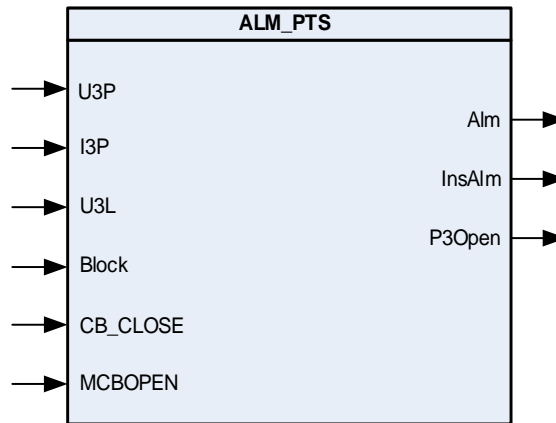 ALM_PTS
U3P
I3P
U3L
Block
CB_CLOSE
MCBOPEN
Alm
InsAlm
P3Open